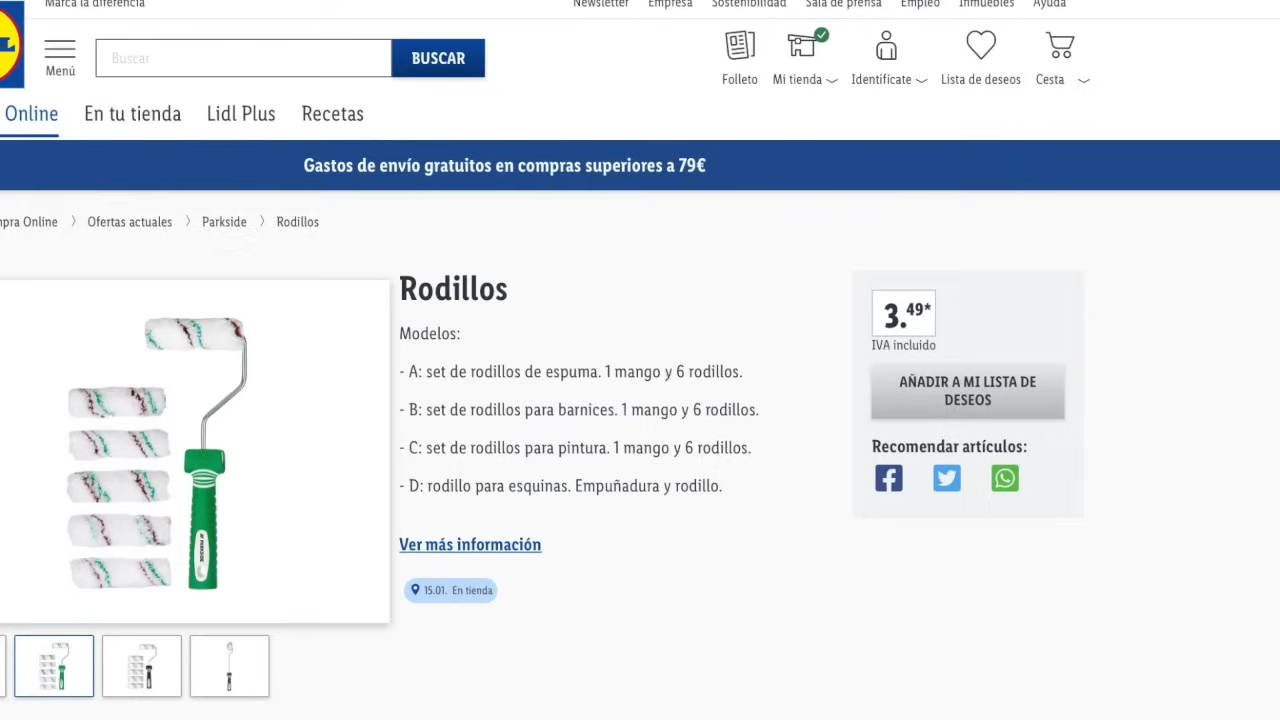 Marca la diferencia
Newsletter Empresa Sostenibilidad Sala de prensa Empleo Inmuebles Ayuda
Menú
Buscar
BUSCAR
Folleto
Mi tienda
Identifícate
Lista de deseos
Cesta
Online
En tu tienda
Lidl Plus
Recetas
Gastos de envío gratuitos en compras superiores a 79€
Online
Ofertas actuales
Parkside
Rodillos
Rodillos
Modelos:
- A: set de rodillos de espuma. 1 mango y 6 rodillos.
- B: set de rodillos para barnices. 1 mango y 6 rodillos.
- C: set de rodillos para pintura. 1 mango y 6 rodillos.
- D: rodillo para esquinas. Empuñadura y rodillo.
Ver más información
15.01. En tienda
3.49*
IVA incluido
AÑADIR A MI LISTA DE
DESEOS
Recomendar artículos:
PARKSIDE